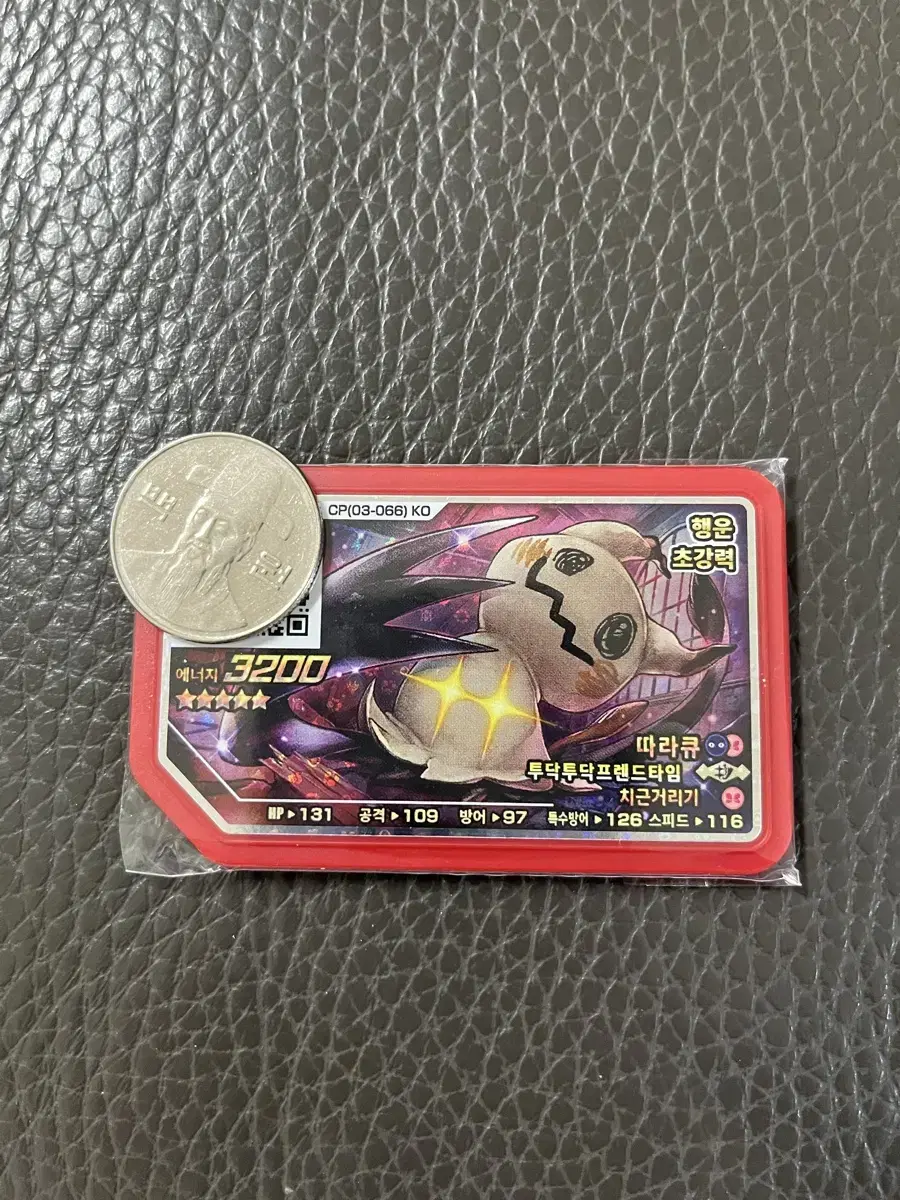 백
원
CP(03-066) KO
행운
초강력
에너지 3200
따라큐
투닥투닥프렌드타임
치근거리기
HP▶131 공격▶109 방어▶97 특수방어▶126 스피드▶116